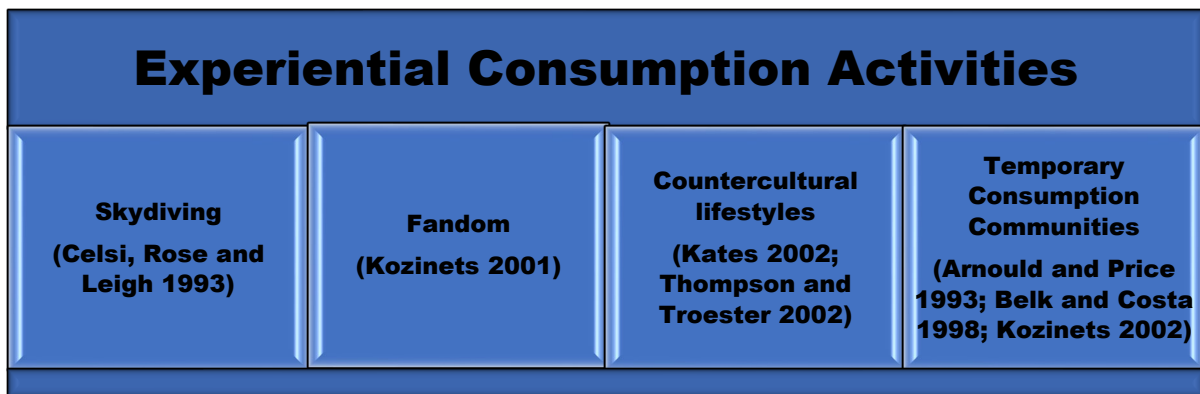 Experiential Consumption Activities
Skydiving
(Celsi, Rose and
Leigh 1993)
Fandom
(Kozinets 2001)
Countercultural
lifestyles
(Kates 2002;
Thompson and
Troester 2002)
Temporary
Consumption
Communities
(Arnould and Price
1993; Belk and Costa
1998; Kozinets 2002)